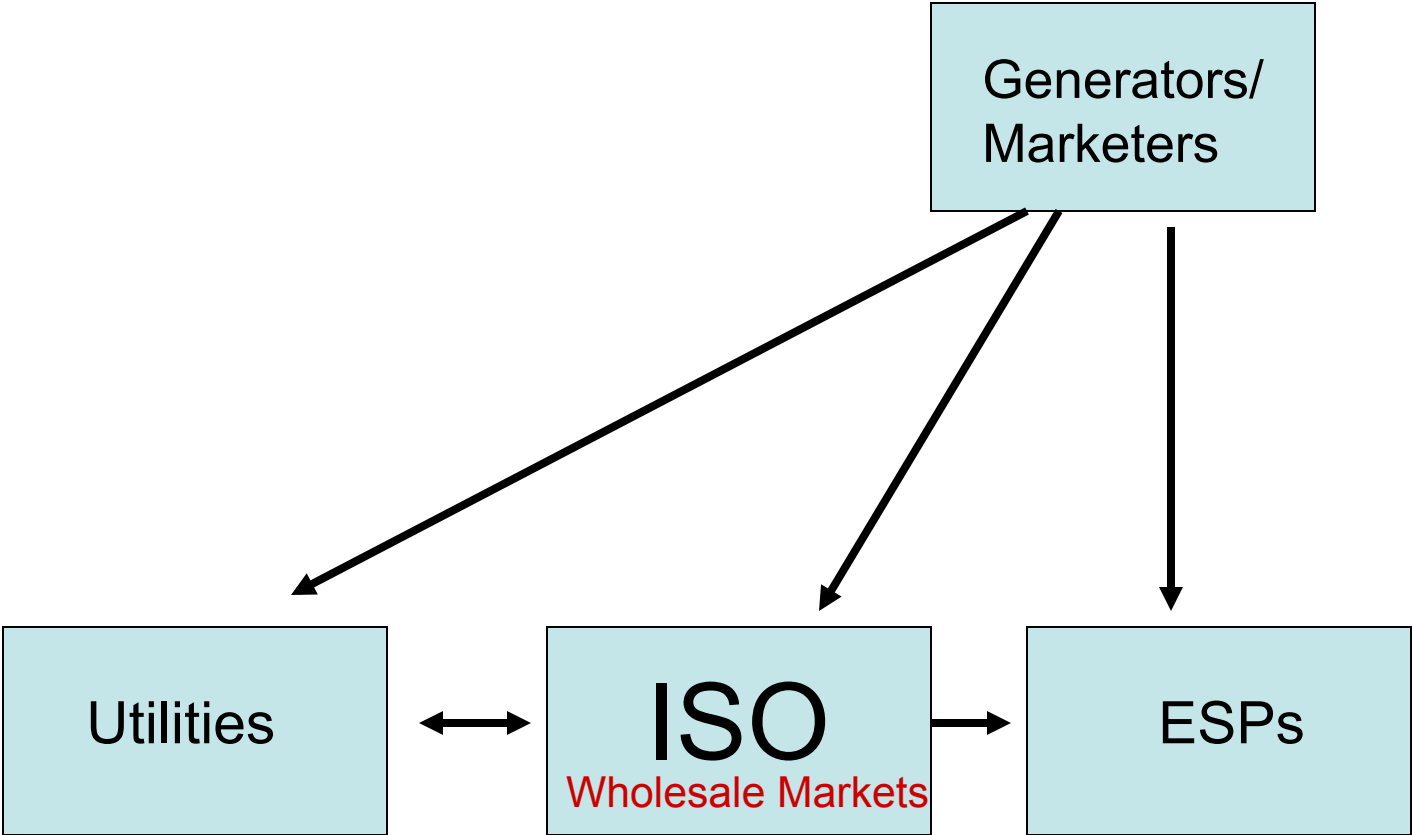 Generators/
Marketers
Utilities
ISO
Wholesale Markets
ESPs